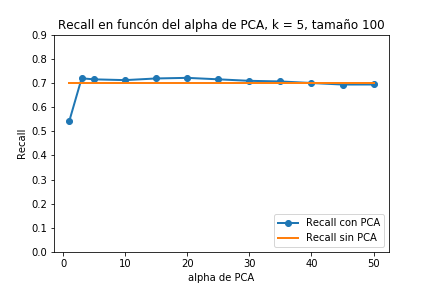 Recall en funcón del alpha de PCA, k = 5, tamaño 100
0.9
0.8
0.7
0.6
0.5
0.4
0.3
0.2
0.1
0.0
Recall
Recall con PCA
Recall sin PCA
0 10 20 30 40 50
alpha de PCA